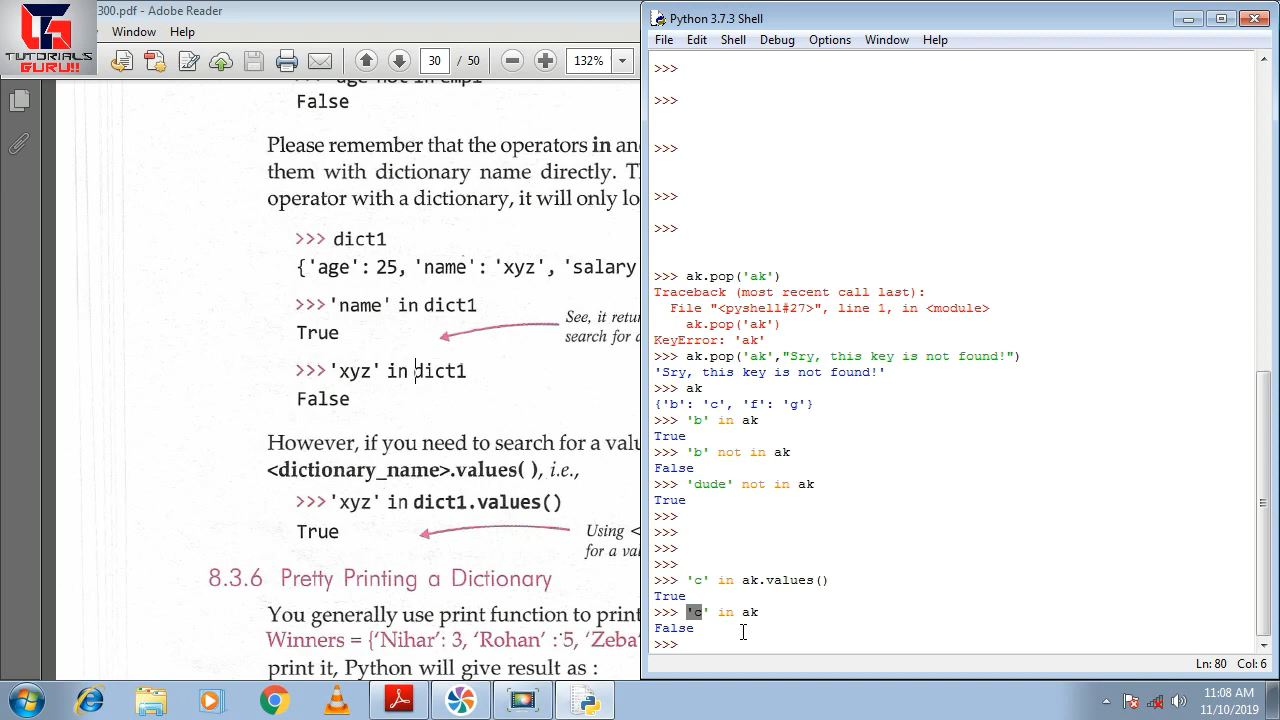 300.pdf - Adobe Reader
TUTORIALS
GURU!!
Window Help
30 / 50
132%
False
Please remember that the operators in an
them with dictionary name directly. T
operator with a dictionary, it will only lo
>>> dict1
{'age': 25, 'name': 'xyz', 'salary
>>> 'name' in dict1
True
See, it retu
search for a
>>> 'xyz' in dict1
False
However, if you need to search for a valu
<dictionary_name>.values( ), i.e.,
>>> 'xyz' in dict1.values()
True
Using <
for a val
8.3.6 Pretty Printing a Dictionary
You generally use print function to print
Winners = {'Nihar': 3, 'Rohan' : 5, 'Zeba'
print it, Python will give result as :
Python 3.7.3 Shell
File Edit Shell Debug Options Window Help
>>>
>>>
>>>
>>>
>>>
>>> ak.pop('ak')
Traceback (most recent call last):
File "<pyshell#27>", line 1, in <module>
ak.pop('ak')
KeyError: 'ak'
>>> ak.pop('ak',"Sry, this key is not found!")
'Sry, this key is not found!'
>>> ak
{'b': 'c', 'f': 'g'}
>>> 'b' in ak
True
>>> 'b' not in ak
False
>>> 'dude' not in ak
True
>>>
>>>
>>>
>>>
>>> 'c' in ak.values()
True
>>> 'c' in ak
False
>>>
Ln: 80 Col: 6
11:08 AM
11/10/2019